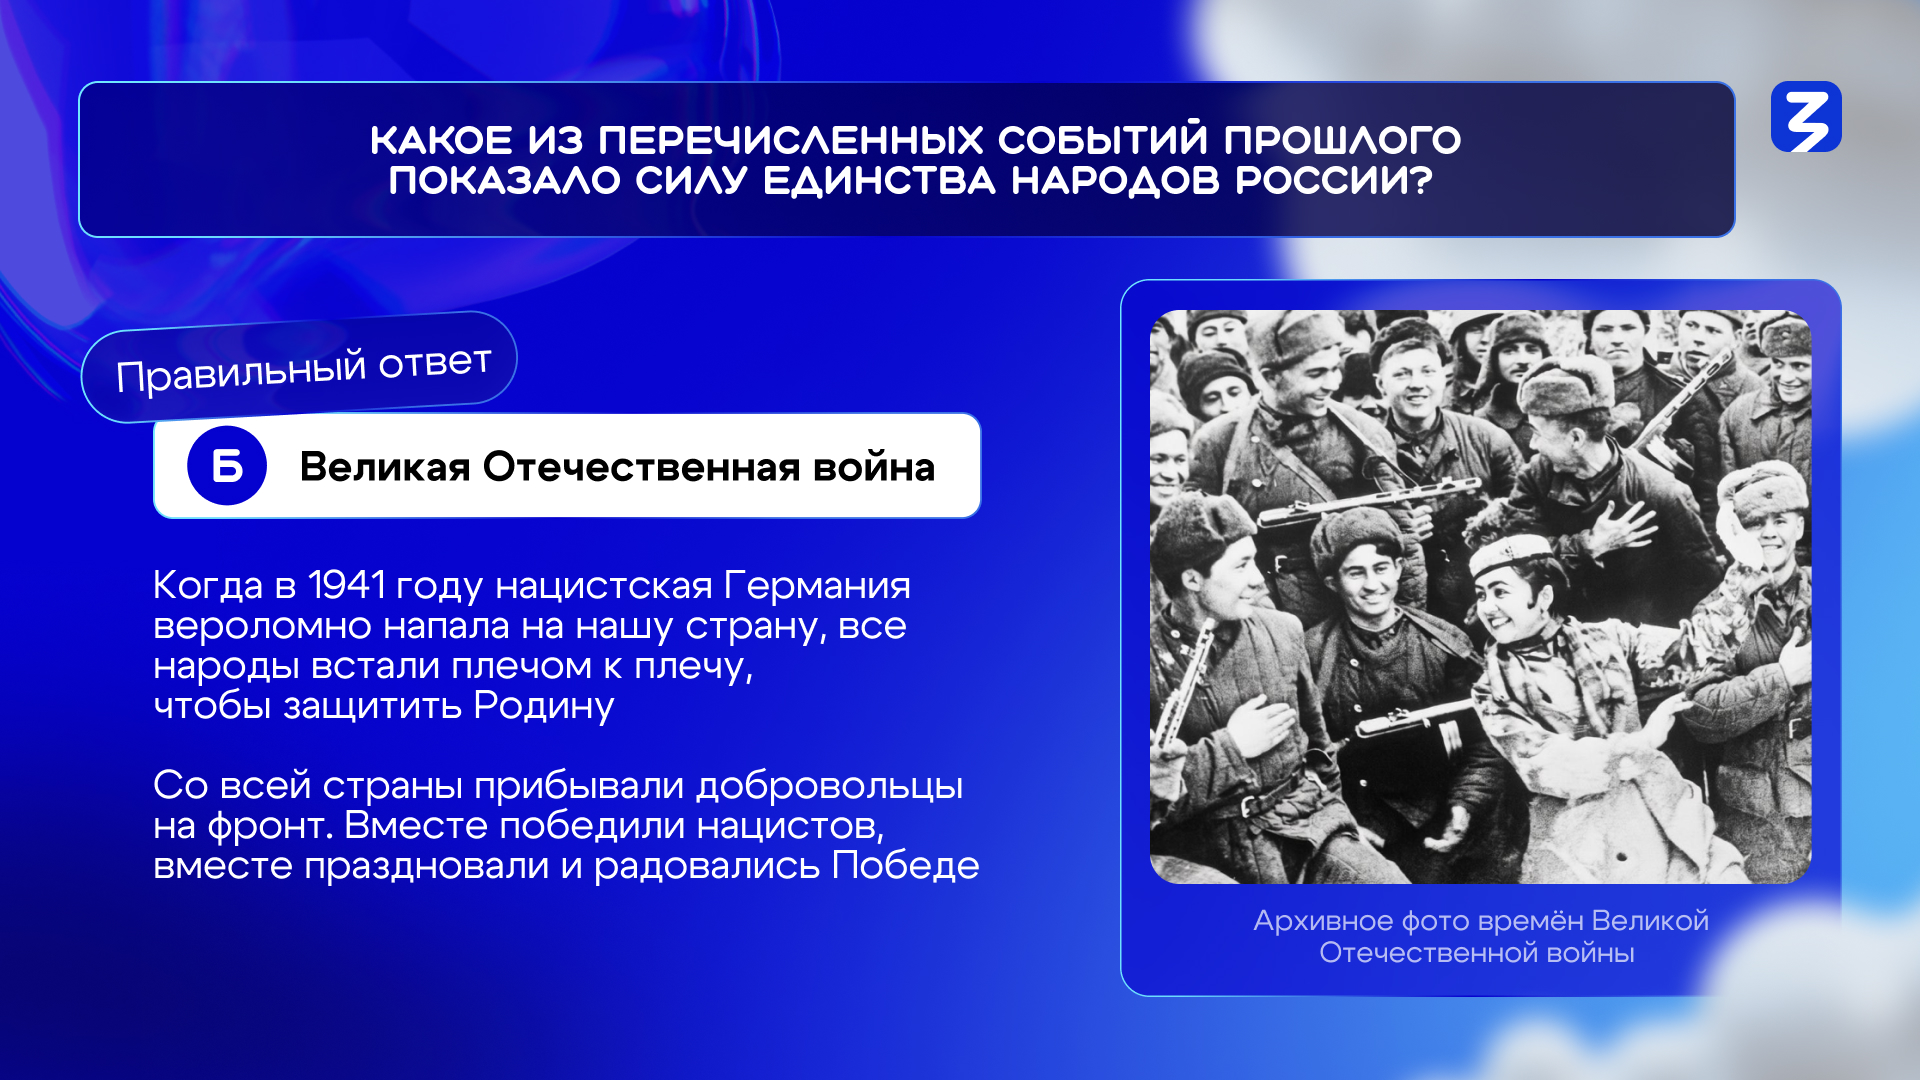 КАКОЕ ИЗ ПЕРЕЧИСЛЕННЫХ СОБЫТИЙ ПРОШЛОГО
ПОКАЗАЛО СИЛУ ЕДИНСТВА НАРОДОВ РОССИИ?
Правильный ответ
Б Великая Отечественная война
Когда в 1941 году нацистская Германия
вероломно напала на нашу страну, все
народы встали плечом к плечу,
чтобы защитить Родину
Со всей страны прибывали добровольцы
на фронт. Вместе победили нацистов,
вместе праздновали и радовались Победе
Архивное фото времён Великой
Отечественной войны